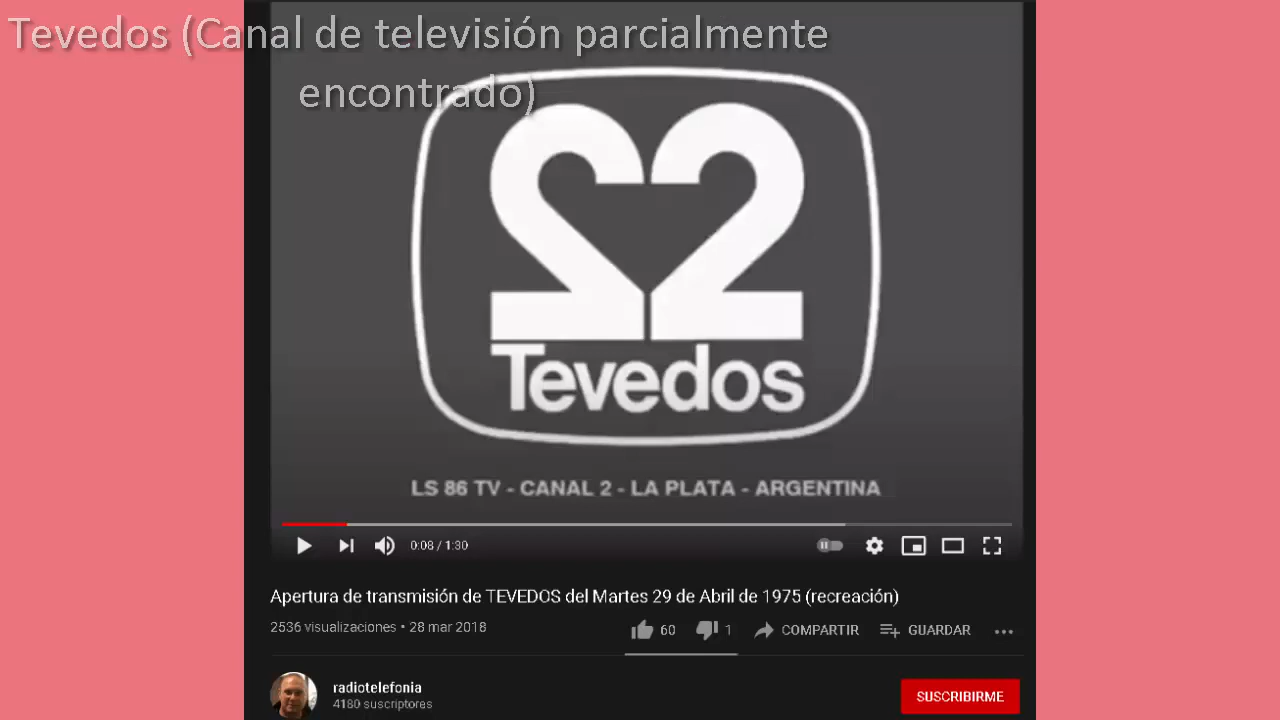 Tevedos (Canal de televisión parcialmente
encontrado)
22
Tevedos
LS 86 TV - CANAL 2 - LA PLATA - ARGENTINA
0:08 / 1:30
Apertura de transmisión de TEVEDOS del Martes 29 de Abril de 1975 (recreación)
2536 visualizaciones • 28 mar 2018
60 1 COMPARTIR GUARDAR
radiotelefonia
4180 suscriptores
SUSCRIBIRME